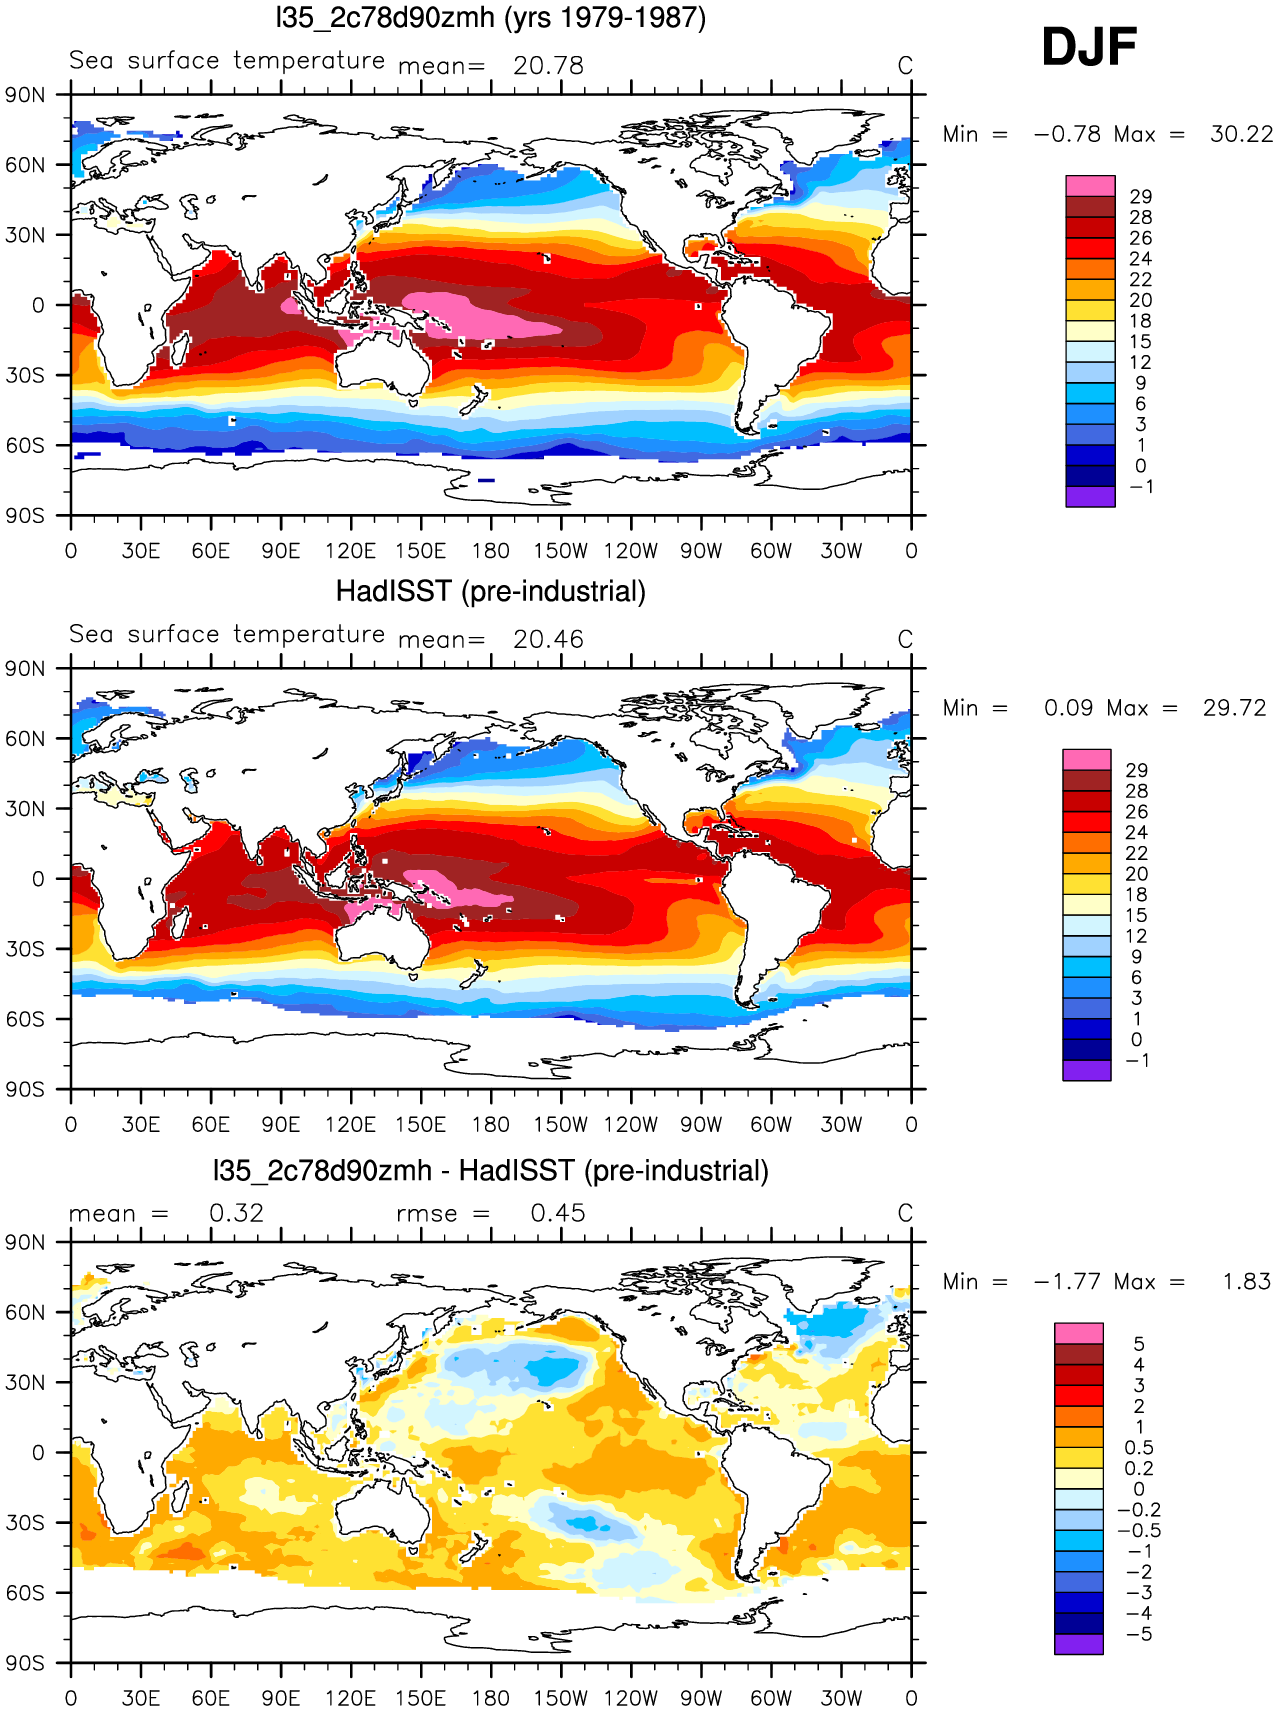 l35_2c78d90zmh (yrs 1979-1987)
DJF
Sea surface temperature mean= 20.78 C
Min = −0.78 Max = 30.22
90N
60N
30N
0
30S
60S
90S
0 30E 60E 90E 120E 150E 180 150W 120W 90W 60W 30W 0
29
28
26
24
22
20
18
15
12
9
6
3
1
0
−1
HadISST (pre-industrial)
Sea surface temperature mean= 20.46 C
Min = 0.09 Max = 29.72
90N
60N
30N
0
30S
60S
90S
0 30E 60E 90E 120E 150E 180 150W 120W 90W 60W 30W 0
29
28
26
24
22
20
18
15
12
9
6
3
1
0
−1
l35_2c78d90zmh - HadISST (pre-industrial)
mean = 0.32 rmse = 0.45 C
Min = −1.77 Max = 1.83
90N
60N
30N
0
30S
60S
90S
0 30E 60E 90E 120E 150E 180 150W 120W 90W 60W 30W 0
5
4
3
2
1
0.5
0.2
0
−0.2
−0.5
−1
−2
−3
−4
−5